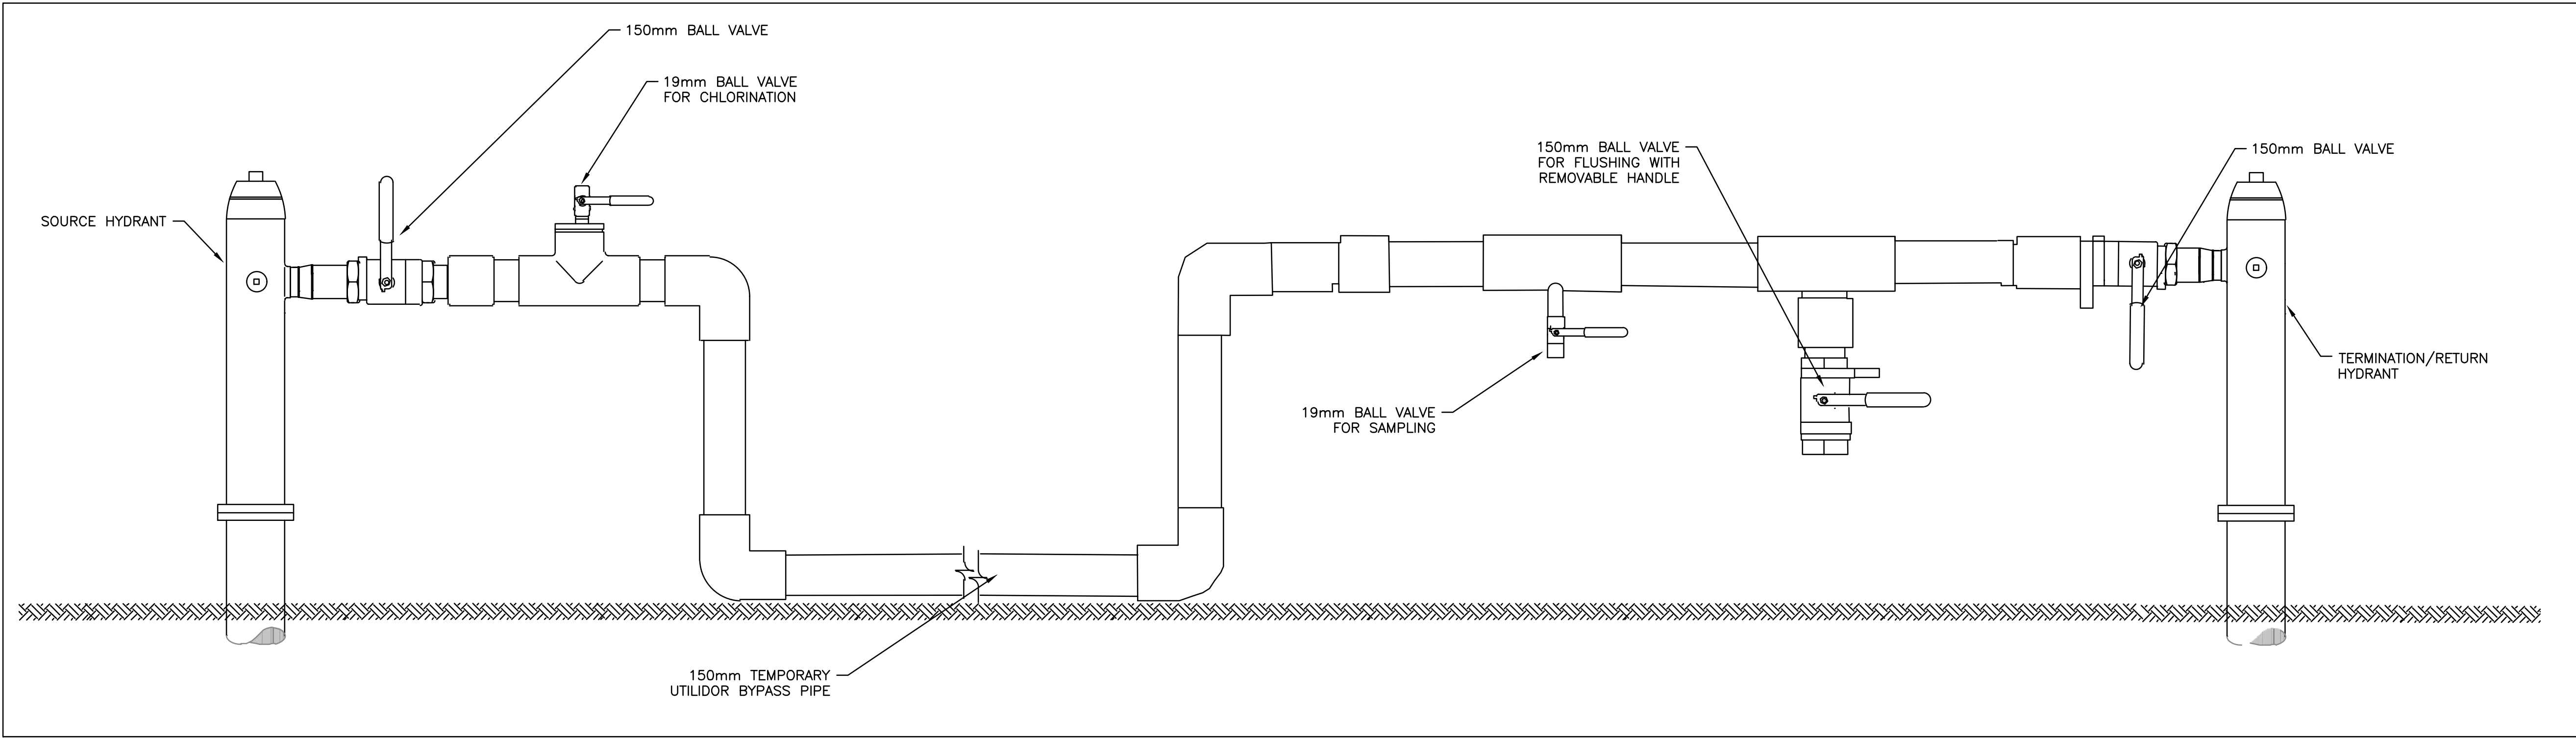 150mm BALL VALVE
19mm BALL VALVE
FOR CHLORINATION
SOURCE HYDRANT
150mm BALL VALVE
FOR FLUSHING WITH
REMOVABLE HANDLE
150mm BALL VALVE
TERMINATION/RETURN
HYDRANT
19mm BALL VALVE
FOR SAMPLING
150mm TEMPORARY
UTILIDOR BYPASS PIPE